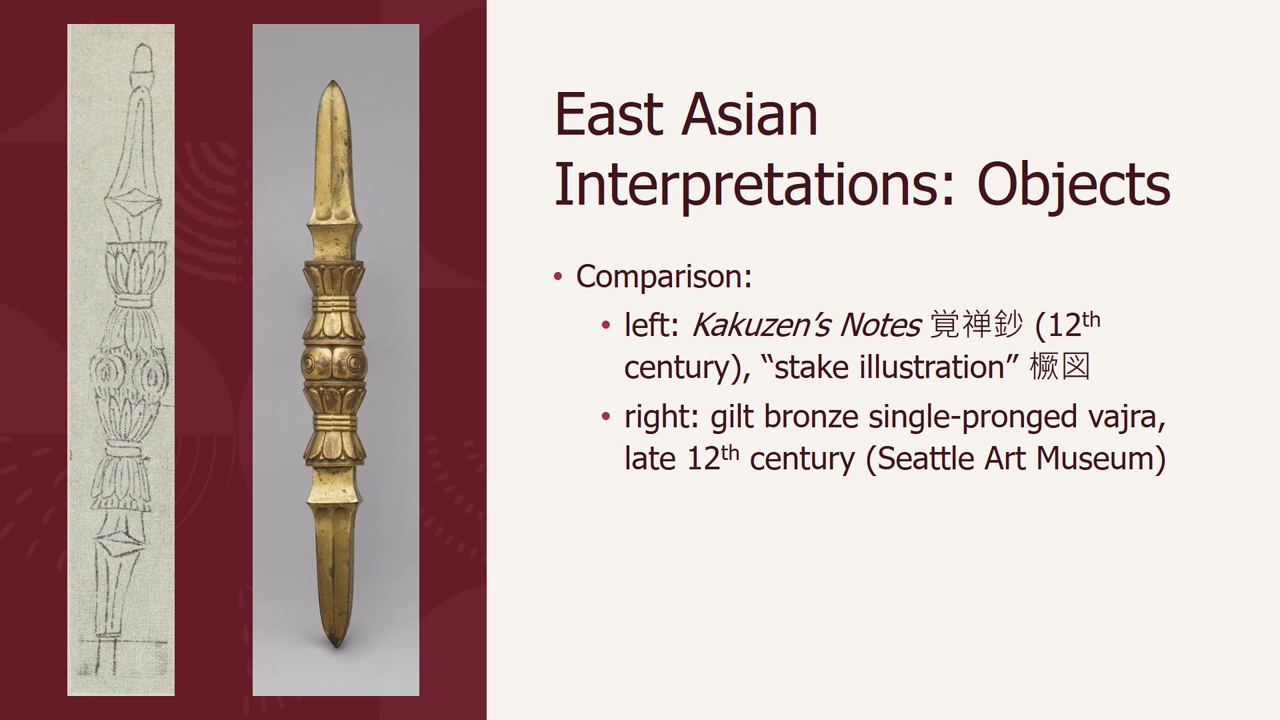 East Asian
Interpretations: Objects
• Comparison:
• left: Kakuzen’s Notes 覚禅鈔 (12th
century), “stake illustration” 橛図
• right: gilt bronze single-pronged vajra,
late 12th century (Seattle Art Museum)